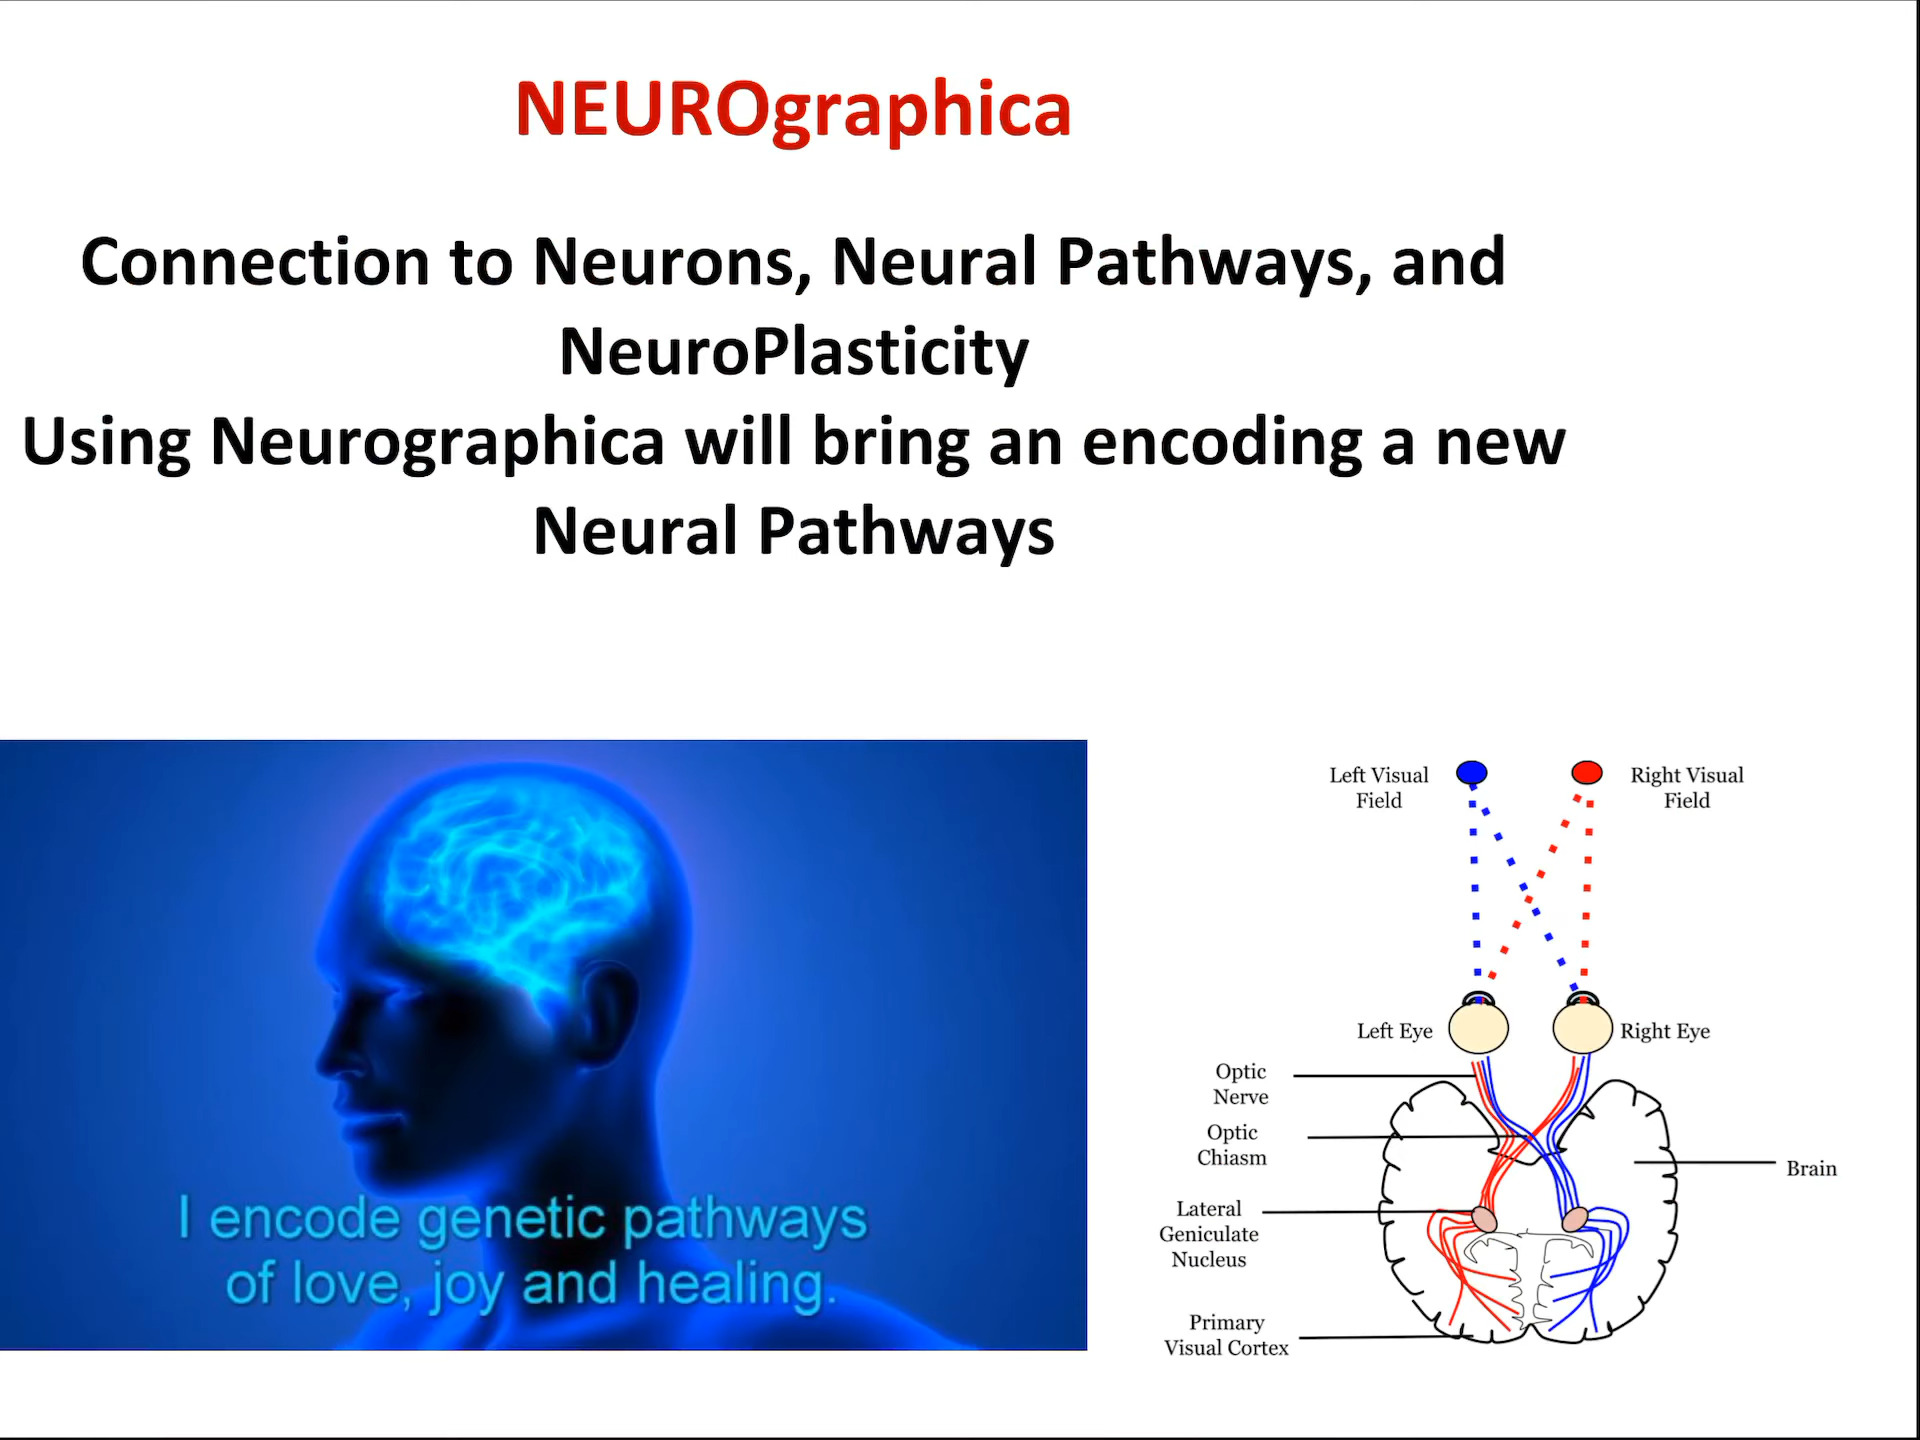 NEUROgraphica
Connection to Neurons, Neural Pathways, and
NeuroPlasticity
Using Neurographica will bring an encoding a new
Neural Pathways
I encode genetic pathways
of love, joy and healing.
Left Visual
Field
Right Visual
Field
Left Eye
Right Eye
Optic
Nerve
Optic
Chiasm
Brain
Lateral
Geniculate
Nucleus
Primary
Visual Cortex